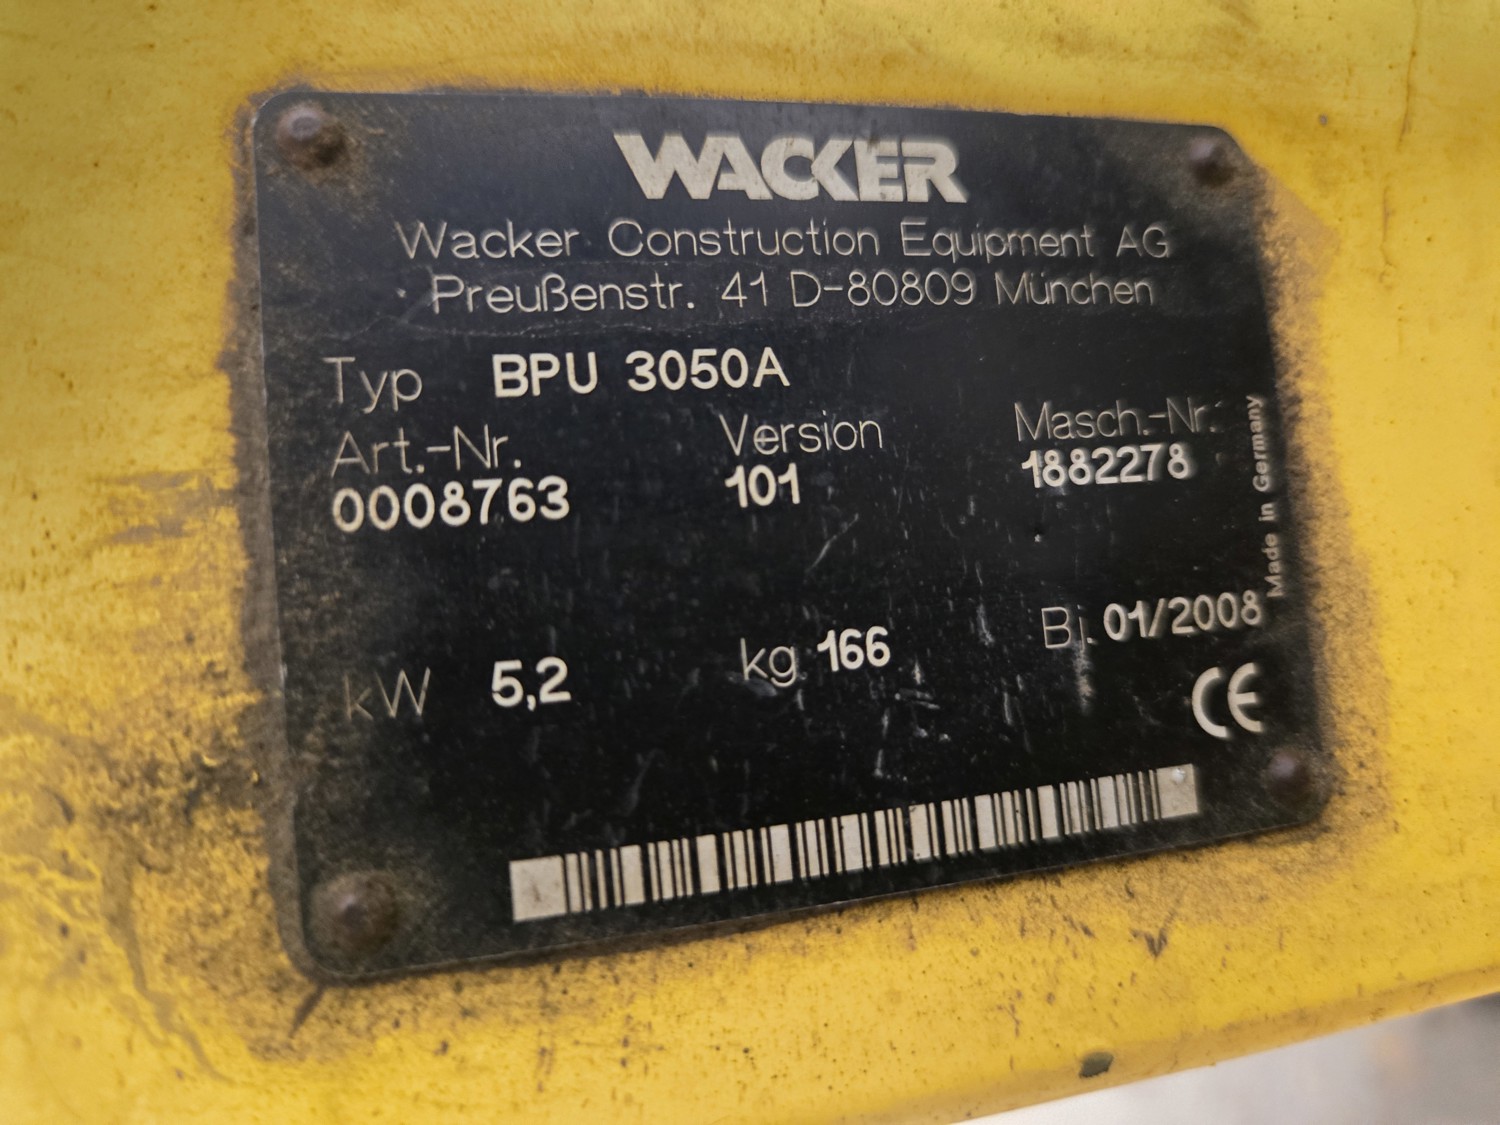 WACKER
Wacker Construction Equipment AG
Preußenstr. 41 D-80809 München
Typ BPU 3050A
Art.-Nr. Version Masch.-Nr.
0008763 101 1882278
kW 5,2 kg 166 Bj. 01/2008
Made in Germany
CE